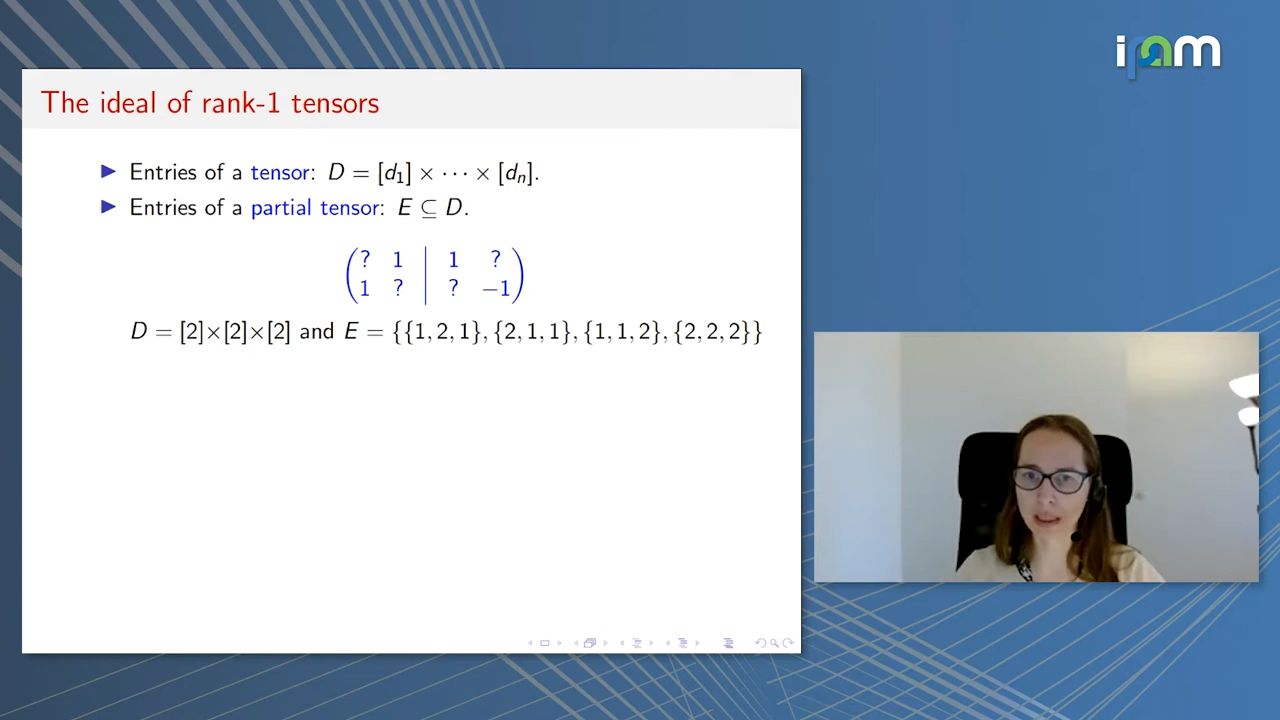 ipam
The ideal of rank-1 tensors
▶ Entries of a tensor: D = [d₁] × ⋯ × [dₙ].
▶ Entries of a partial tensor: E ⊆ D.
( ? 1 | 1 ? )
( 1 ? | ? −1 )
D = [2]×[2]×[2] and E = {{1, 2, 1}, {2, 1, 1}, {1, 1, 2}, {2, 2, 2}}